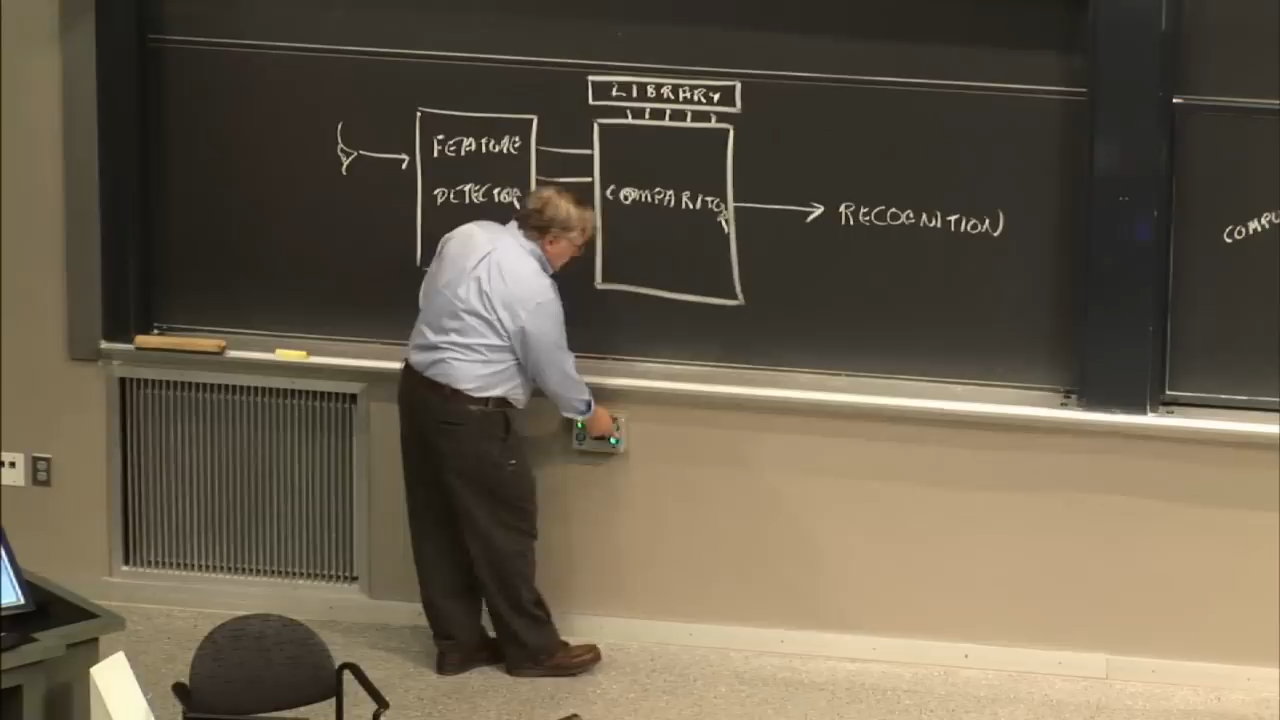 LIBRARY
FEATURE
DETECTOR
COMPARITOR
RECOGNITION